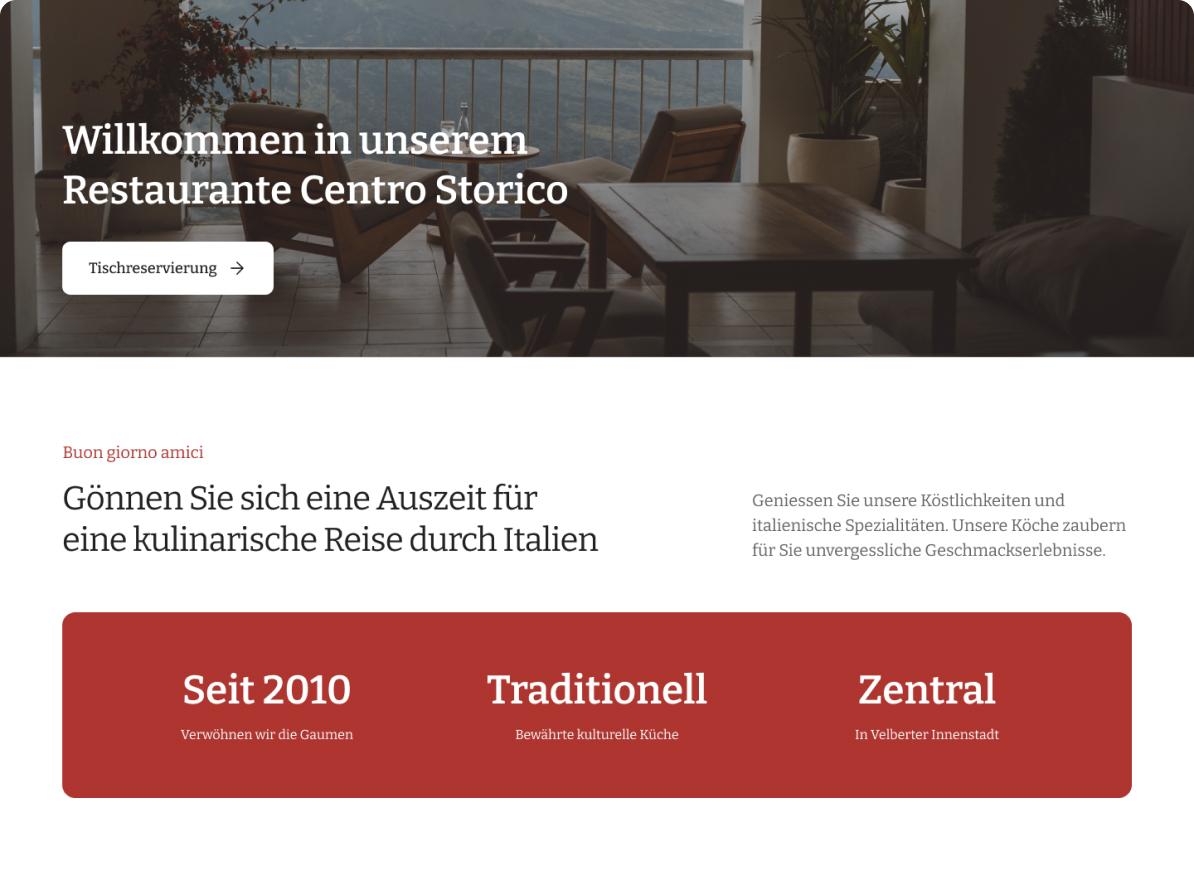 Willkommen in unserem
Restaurante Centro Storico
Tischreservierung
Buon giorno amici
Gönnen Sie sich eine Auszeit für
eine kulinarische Reise durch Italien
Geniessen Sie unsere Köstlichkeiten und
italienische Spezialitäten. Unsere Köche zaubern
für Sie unvergessliche Geschmackserlebnisse.
Seit 2010
Verwöhnen wir die Gaumen
Traditionell
Bewährte kulturelle Küche
Zentral
In Velberter Innenstadt